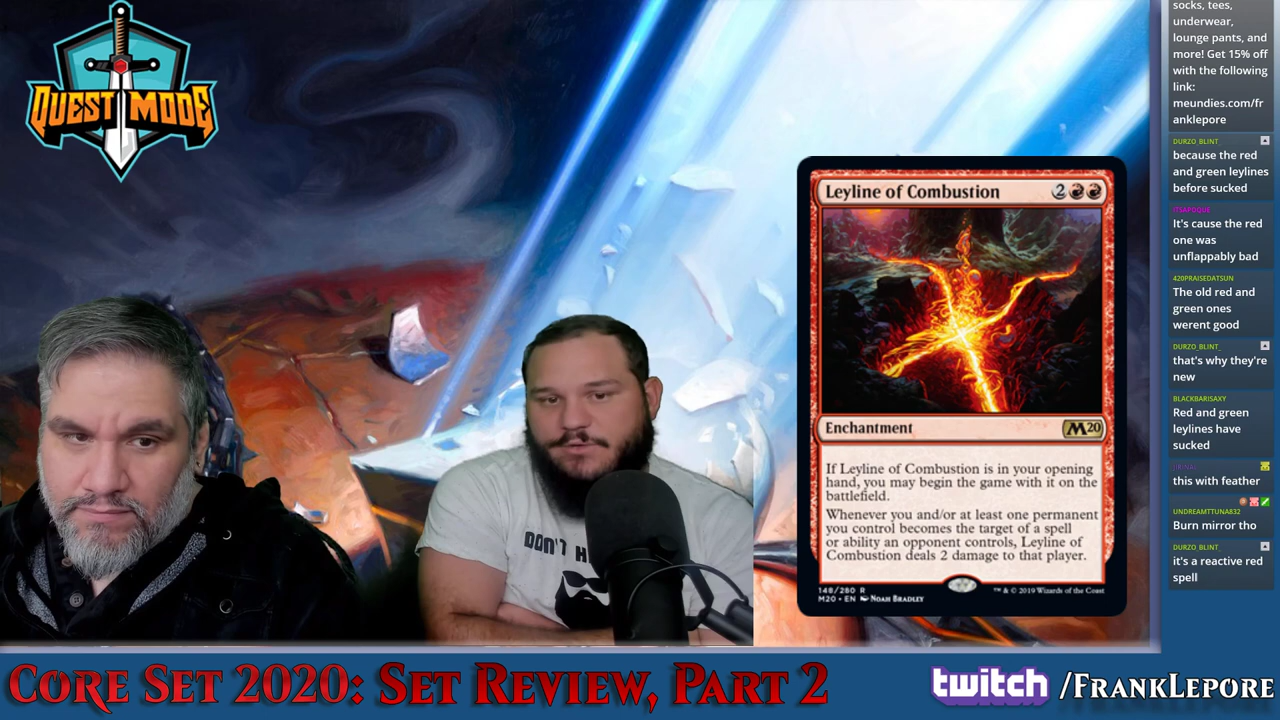 QUEST MODE
Leyline of Combustion 2
Enchantment M20
If Leyline of Combustion is in your opening
hand, you may begin the game with it on the
battlefield.
Whenever you and/or at least one permanent
you control becomes the target of a spell
or ability an opponent controls, Leyline of
Combustion deals 2 damage to that player.
148/280 R
M20 • EN NOAH BRADLEY
™ & © 2019 Wizards of the Coast
DON'T H
socks, tees,
underwear,
lounge pants, and
more! Get 15% off
with the following
link:
meundies.com/fr
anklepore
DURZO_BLINT_
because the red
and green leylines
before sucked
ITSAPOQUE
It's cause the red
one was
unflappably bad
420PRAISEDATSUN
The old red and
green ones
werent good
DURZO_BLINT_
that's why they're
new
BLACKBARISAXY
Red and green
leylines have
sucked
this with feather
UNDREAMTTUNA832
Burn mirror tho
DURZO_BLINT_
it's a reactive red
spell
CORE SET 2020: SET REVIEW, PART 2
twitch /FRANKLEPORE